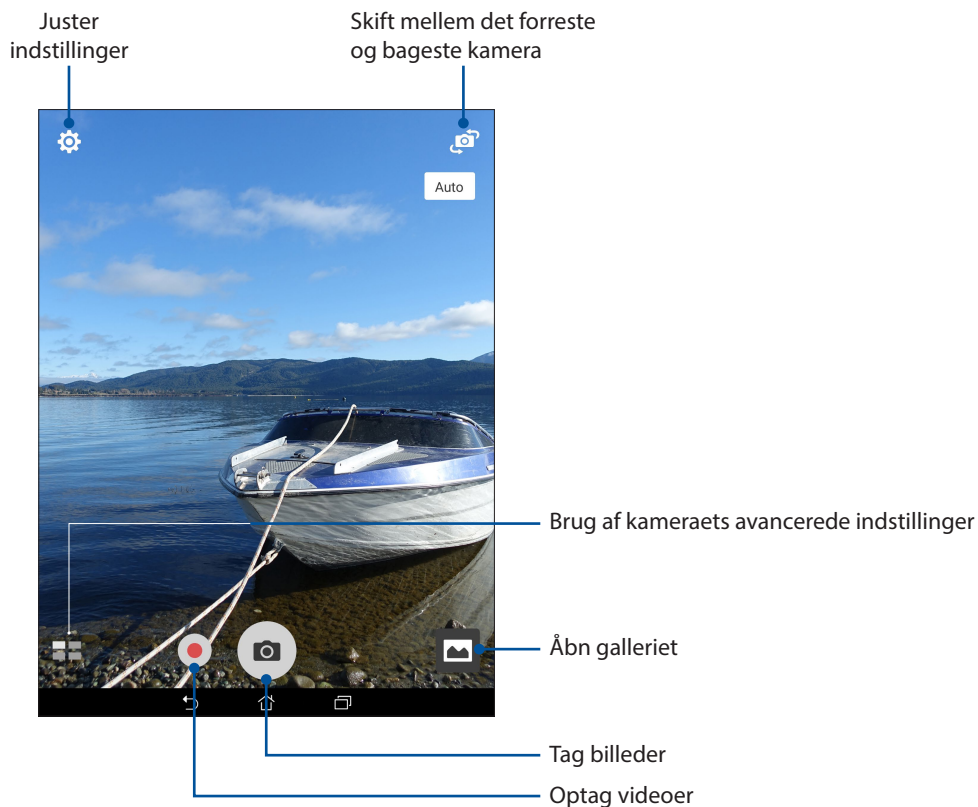 Juster
indstillinger
Skift mellem det forreste
og bageste kamera
Auto
Brug af kameraets avancerede indstillinger
Åbn galleriet
Tag billeder
Optag videoer